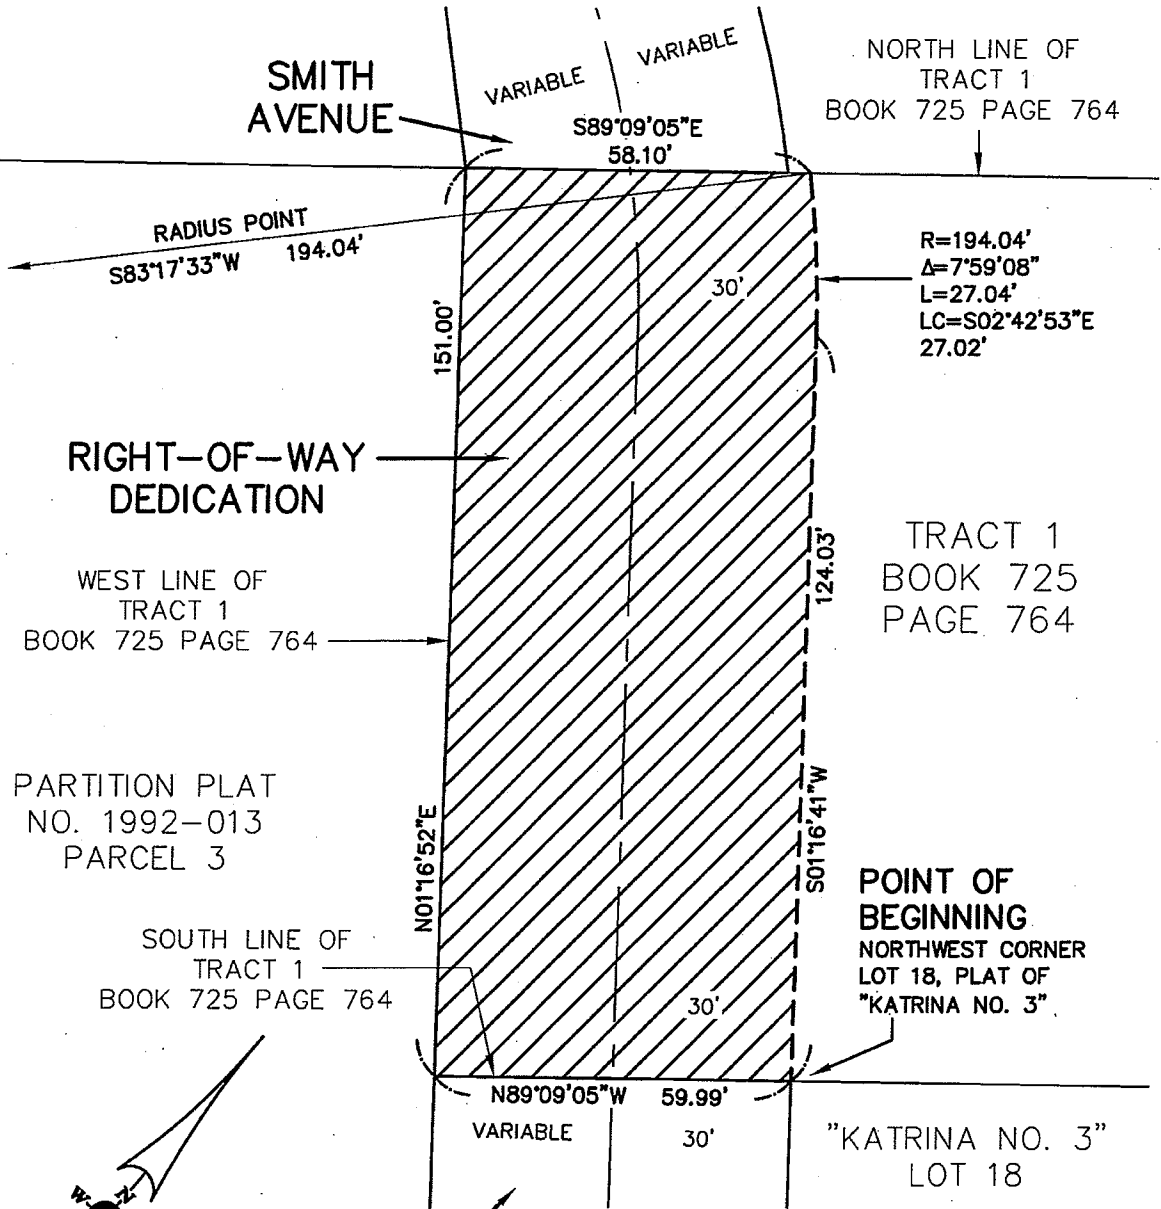 SMITH
AVENUE
VARIABLE
VARIABLE
S89°09'05"E
58.10'
NORTH LINE OF
TRACT 1
BOOK 725 PAGE 764
RADIUS POINT
S83°17'33"W 194.04'
30'
R=194.04'
Δ=7°59'08"
L=27.04'
LC=S02°42'53"E
27.02'
151.00'
RIGHT-OF-WAY
DEDICATION
124.03'
TRACT 1
BOOK 725
PAGE 764
WEST LINE OF
TRACT 1
BOOK 725 PAGE 764
PARTITION PLAT
NO. 1992-013
PARCEL 3
N01°16'52"E
S01°16'41"W
POINT OF
BEGINNING
NORTHWEST CORNER
LOT 18, PLAT OF
"KATRINA NO. 3"
SOUTH LINE OF
TRACT 1
BOOK 725 PAGE 764
30'
N89°09'05"W 59.99'
VARIABLE
30'
"KATRINA NO. 3"
LOT 18
W
N